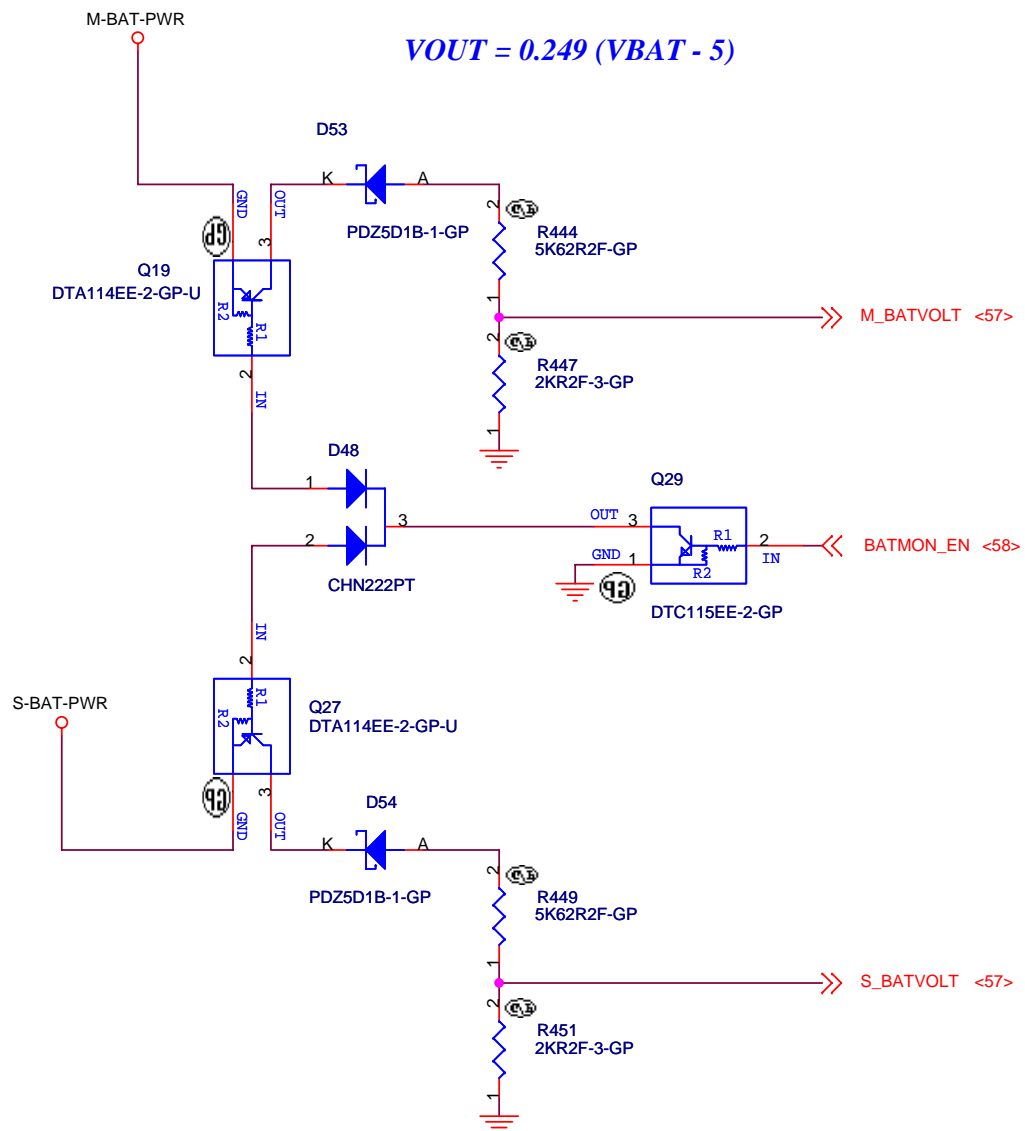 M-BAT-PWR
VOUT = 0.249 (VBAT - 5)
D53
K
A
GND
OUT
PDZ5D1B-1-GP
2
R444
5K62R2F-GP
1
GP
3
Q19
DTA114EE-2-GP-U
R2
R1
M_BATVOLT <57>
2
R447
2KR2F-3-GP
1
2
IN
D48
1
3
2
CHN222PT
Q29
OUT
3
R1
2
IN
BATMON_EN <58>
GND
1
R2
GP
DTC115EE-2-GP
IN
2
S-BAT-PWR
R1
R2
Q27
DTA114EE-2-GP-U
GP
3
GND
OUT
D54
K
A
PDZ5D1B-1-GP
2
R449
5K62R2F-GP
1
S_BATVOLT <57>
2
R451
2KR2F-3-GP
1